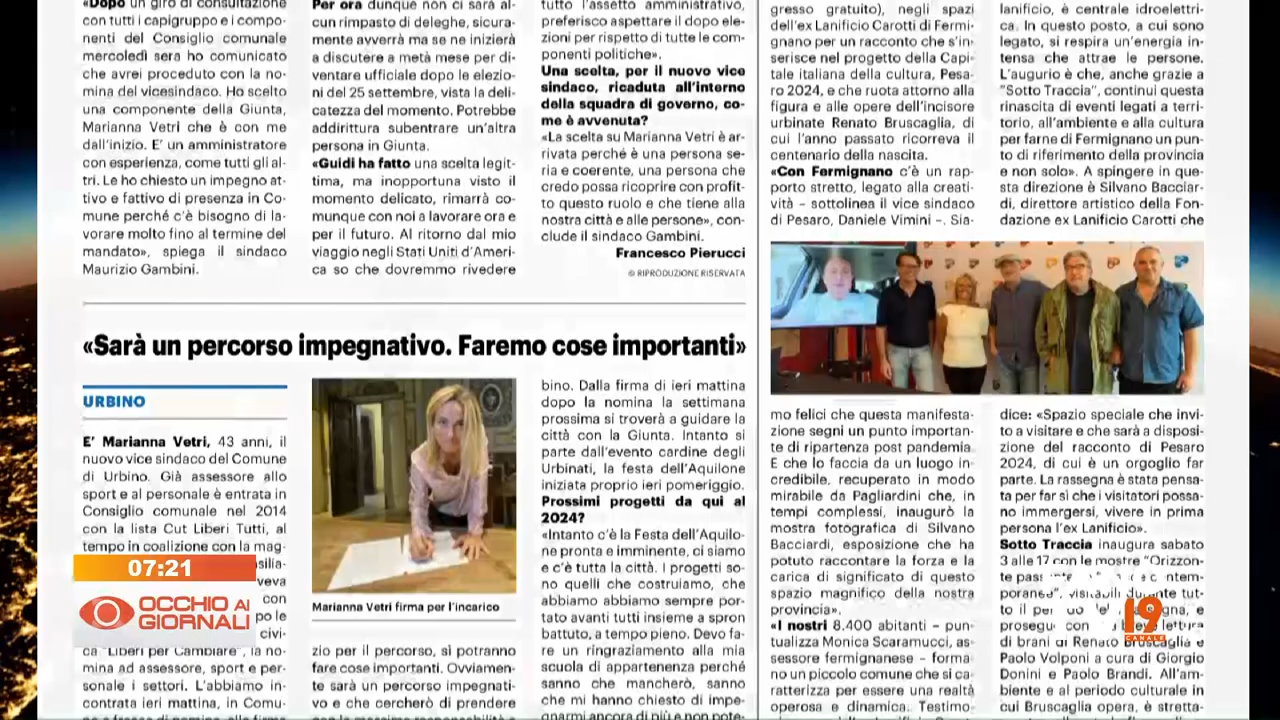 «Dopo un giro di consultazione
con tutti i capigruppo e i compo-
nenti del Consiglio comunale
mercoledì sera ho comunicato
che avrei proceduto con la no-
mina del vicesindaco. Ho scelto
una componente della Giunta,
Marianna Vetri che è con me
dall'inizio. E' un amministratore
con esperienza, come tutti gli al-
tri. Le ho chiesto un impegno at-
tivo e fattivo di presenza in Co-
mune perché c'è bisogno di la-
vorare molto fino al termine del
mandato», spiega il sindaco
Maurizio Gambini.
Per ora dunque non ci sarà al-
cun rimpasto di deleghe, sicura-
mente avverrà ma se ne inizierà
a discutere a metà mese per di-
ventare ufficiale dopo le elezio-
ni del 25 settembre, vista la deli-
catezza del momento. Potrebbe
addirittura subentrare un'altra
persona in Giunta.
«Guidi ha fatto una scelta legit-
tima, ma inopportuna visto il
momento delicato, rimarrà co-
munque con noi a lavorare ora e
per il futuro. Al ritorno dal mio
viaggio negli Stati Uniti d'Ameri-
ca so che dovremmo rivedere
tutto l'assetto amministrativo,
preferisco aspettare il dopo ele-
zioni per rispetto di tutte le com-
ponenti politiche».
Una scelta, per il nuovo vice
sindaco, ricaduta all'interno
della squadra di governo, co-
me è avvenuta?
«La scelta su Marianna Vetri è ar-
rivata perché è una persona se-
ria e coerente, una persona che
credo possa ricoprire con profit-
to questo ruolo e che tiene alla
nostra città e alle persone», con-
clude il sindaco Gambini.
Francesco Pierucci
© RIPRODUZIONE RISERVATA
«Sarà un percorso impegnativo. Faremo cose importanti»
URBINO
E' Marianna Vetri, 43 anni, il
nuovo vice sindaco del Comune
di Urbino. Già assessore allo
sport e al personale è entrata in
Consiglio comunale nel 2014
con la lista Cut Liberi Tutti, al
tempo in coalizione con la mag-
siglia-
veva
con
po le
civi-
ca "Liberi per Cambiare", la no-
mina ad assessore, sport e per-
sonale i settori. L'abbiamo in-
contrata ieri mattina, in Comu-
Marianna Vetri firma per l'incarico
zio per il percorso, sì potranno
fare cose importanti. Ovviamen-
te sarà un percorso impegnati-
vo e che cercherò di prendere
con la massima responsabilità e
bino. Dalla firma di ieri mattina
dopo la nomina la settimana
prossima si troverà a guidare la
città con la Giunta. Intanto si
parte dall'evento cardine degli
Urbinati, la festa dell'Aquilone
iniziata proprio ieri pomeriggio.
Prossimi progetti da qui al
2024?
«Intanto c'è la Festa dell'Aquilo-
ne pronta e imminente, ci siamo
e c'è tutta la città. I progetti so-
no quelli che costruiamo, che
abbiamo abbiamo sempre por-
tato avanti tutti insieme a spron
battuto, a tempo pieno. Devo fa-
re un ringraziamento alla mia
scuola di appartenenza perché
sanno che mancherò, sanno
che mi hanno chiesto di impe-
gnarmi ancora di più e non pote-
gresso gratuito), negli spazi
dell'ex Lanificio Carotti di Fermi-
gnano per un racconto che s'in-
serisce nel progetto della Capi-
tale italiana della cultura, Pesa-
ro 2024, e che ruota attorno alla
figura e alle opere dell'incisore
urbinate Renato Bruscaglia, di
cui l'anno passato ricorreva il
centenario della nascita.
«Con Fermignano c'è un rap-
porto stretto, legato alla creati-
vità – sottolinea il vice sindaco
di Pesaro, Daniele Vimini –. Sia-
mo felici che questa manifesta-
zione segni un punto importan-
te di ripartenza post pandemia.
E che lo faccia da un luogo in-
credibile, recuperato in modo
mirabile da Pagliardini che, in
tempi complessi, inaugurò la
mostra fotografica di Silvano
Bacciardi, esposizione che ha
potuto raccontare la forza e la
carica di significato di questo
spazio magnifico della nostra
provincia».
«I nostri 8.400 abitanti – pun-
tualizza Monica Scaramucci, as-
sessore fermignanese – forma-
no un piccolo comune che si ca-
ratterizza per essere una realtà
operosa e dinamica. Testimo-
lanificio, è centrale idroelettri-
ca. In questo posto, a cui sono
legato, si respira un'energia in-
tensa che attrae le persone.
L'augurio è che, anche grazie a
"Sotto Traccia", continui questa
rinascita di eventi legati a terri-
torio, all'ambiente e alla cultura
per farne di Fermignano un pun-
to di riferimento della provincia
e non solo». A spingere in que-
sta direzione è Silvano Bacciar-
di, direttore artistico della Fon-
dazione ex Lanificio Carotti che
dice: «Spazio speciale che invi-
to a visitare e che sarà a disposi-
zione del racconto di Pesaro
2024, di cui è un orgoglio far
parte. La rassegna è stata pensa-
ta per far sì che i visitatori possa-
no immergersi, vivere in prima
persona l'ex Lanificio».
Sotto Traccia inaugura sabato
3 alle 17 con le mostre "Orizzon-
te
to il
prosegue con lettura
di brani di Renato Bruscaglia e
Paolo Volponi a cura di Giorgio
Donini e Paolo Brandi. All'am-
biente e al periodo culturale in
cui Bruscaglia opera, è stretta-
07:21
OCCHIO AI
GIORNALI
19
CANALE